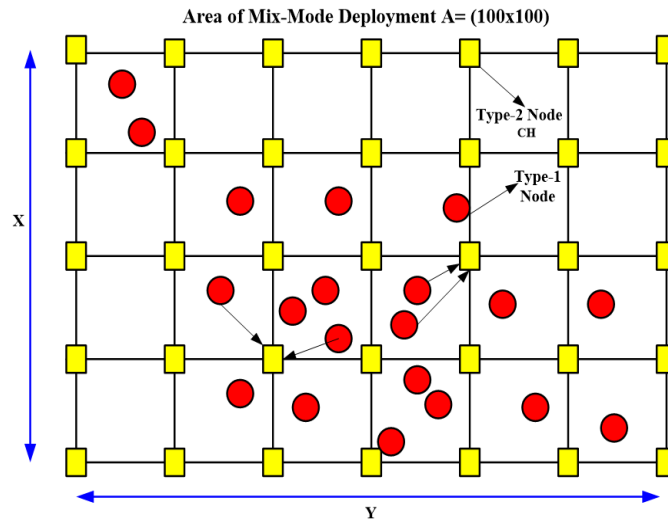 Area of Mix-Mode Deployment A= (100x100)
Type-2 Node
CH
Type-1
Node
X
Y